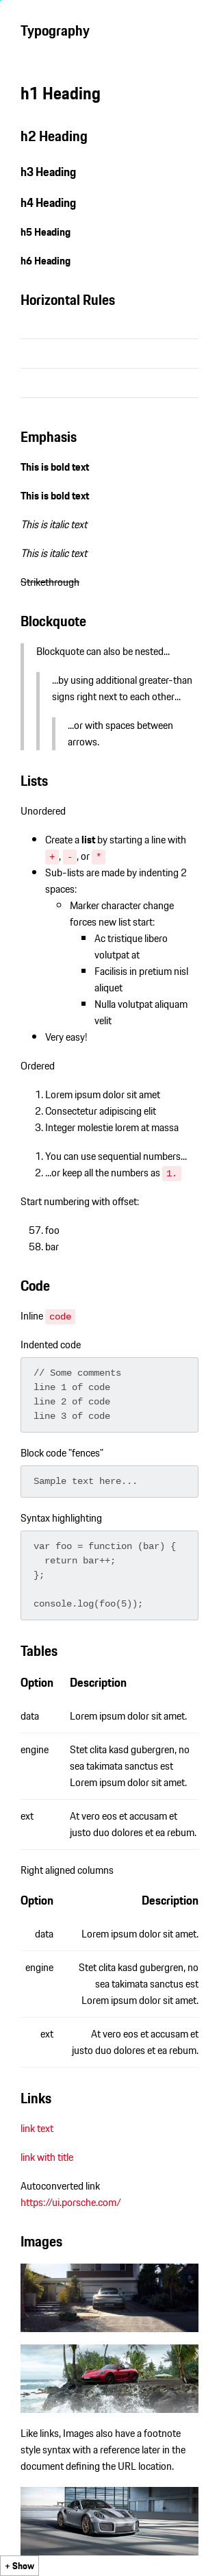 Typography
h1 Heading
h2 Heading
h3 Heading
h4 Heading
h5 Heading
h6 Heading
Horizontal Rules
Emphasis
This is bold text
This is bold text
This is italic text
This is italic text
Strikethrough
Blockquote
Blockquote can also be nested...
...by using additional greater-than
signs right next to each other...
...or with spaces between
arrows.
Lists
Unordered
Create a list by starting a line with
+, -, or *
Sub-lists are made by indenting 2
spaces:
Marker character change
forces new list start:
Ac tristique libero
volutpat at
Facilisis in pretium nisl
aliquet
Nulla volutpat aliquam
velit
Very easy!
Ordered
1. Lorem ipsum dolor sit amet
2. Consectetur adipiscing elit
3. Integer molestie lorem at massa
1. You can use sequential numbers...
2. ...or keep all the numbers as 1.
Start numbering with offset:
57. foo
58. bar
Code
Inline code
Indented code
// Some comments
line 1 of code
line 2 of code
line 3 of code
Block code "fences"
Sample text here...
Syntax highlighting
var foo = function (bar) {
return bar++;
};
console.log(foo(5));
Tables
Option Description
data Lorem ipsum dolor sit amet.
engine Stet clita kasd gubergren, no
sea takimata sanctus est
Lorem ipsum dolor sit amet.
ext At vero eos et accusam et
justo duo dolores et ea rebum.
Right aligned columns
Option Description
data Lorem ipsum dolor sit amet.
engine Stet clita kasd gubergren, no
sea takimata sanctus est
Lorem ipsum dolor sit amet.
ext At vero eos et accusam et
justo duo dolores et ea rebum.
Links
link text
link with title
Autoconverted link
https://ui.porsche.com/
Images
Like links, Images also have a footnote
style syntax with a reference later in the
document defining the URL location.
+ Show